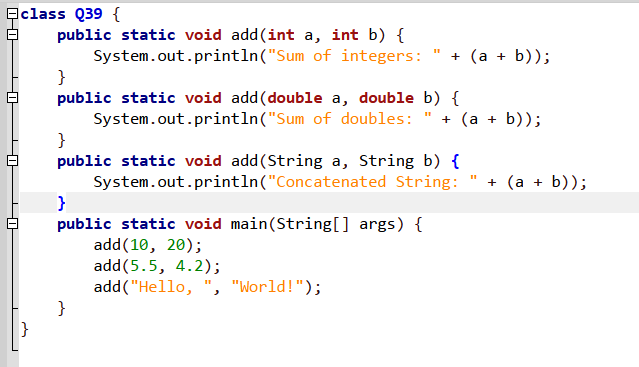 class Q39 {
    public static void add(int a, int b) {
        System.out.println("Sum of integers: " + (a + b));
    }
    public static void add(double a, double b) {
        System.out.println("Sum of doubles: " + (a + b));
    }
    public static void add(String a, String b) {
        System.out.println("Concatenated String: " + (a + b));
    }
    public static void main(String[] args) {
        add(10, 20);
        add(5.5, 4.2);
        add("Hello, ", "World!");
    }
}